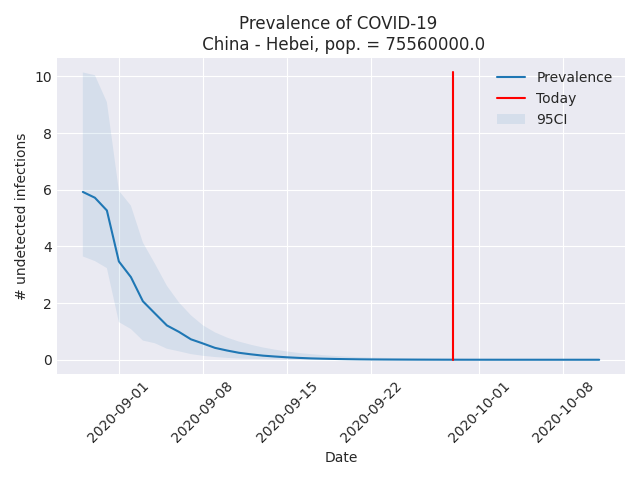 Prevalence of COVID-19
China - Hebei, pop. = 75560000.0
Prevalence
Today
95CI
# undetected infections
10
8
6
4
2
0
2020-09-01
2020-09-08
2020-09-15
2020-09-22
2020-10-01
2020-10-08
Date